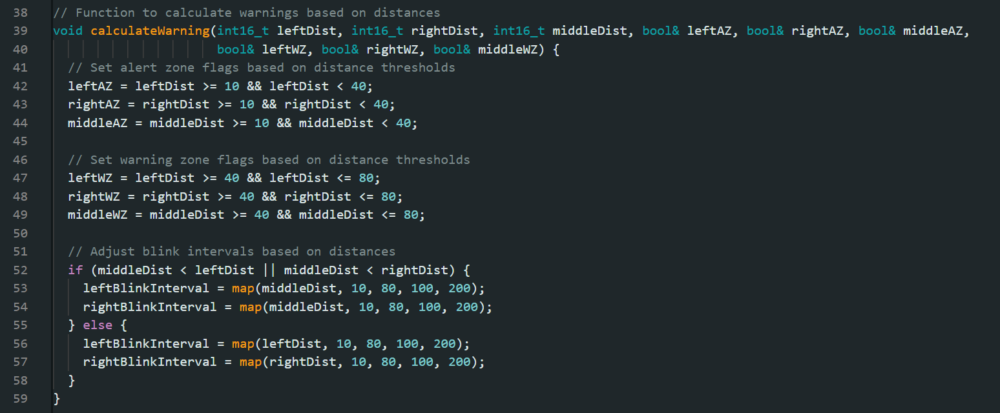 38 // Function to calculate warnings based on distances
39 void calculateWarning(int16_t leftDist, int16_t rightDist, int16_t middleDist, bool& leftAZ, bool& rightAZ, bool& middleAZ,
40                       bool& leftWZ, bool& rightWZ, bool& middleWZ) {
41   // Set alert zone flags based on distance thresholds
42   leftAZ = leftDist >= 10 && leftDist < 40;
43   rightAZ = rightDist >= 10 && rightDist < 40;
44   middleAZ = middleDist >= 10 && middleDist < 40;
45
46   // Set warning zone flags based on distance thresholds
47   leftWZ = leftDist >= 40 && leftDist <= 80;
48   rightWZ = rightDist >= 40 && rightDist <= 80;
49   middleWZ = middleDist >= 40 && middleDist <= 80;
50
51   // Adjust blink intervals based on distances
52   if (middleDist < leftDist || middleDist < rightDist) {
53     leftBlinkInterval = map(middleDist, 10, 80, 100, 200);
54     rightBlinkInterval = map(middleDist, 10, 80, 100, 200);
55   } else {
56     leftBlinkInterval = map(leftDist, 10, 80, 100, 200);
57     rightBlinkInterval = map(rightDist, 10, 80, 100, 200);
58   }
59 }